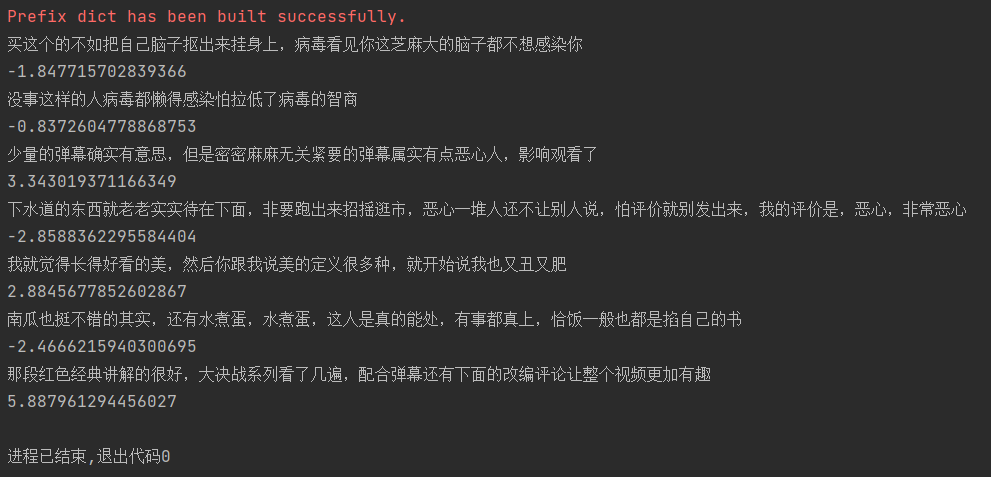 Prefix dict has been built successfully.
买这个的不如把自己脑子抠出来挂身上，病毒看见你这芝麻大的脑子都不想感染你
-1.847715702839366
没事这样的人病毒都懒得感染怕拉低了病毒的智商
-0.8372604778868753
少量的弹幕确实有意思，但是密密麻麻无关紧要的弹幕属实有点恶心人，影响观看了
3.343019371166349
下水道的东西就老老实实待在下面，非要跑出来招摇逛市，恶心一堆人还不让别人说，怕评价就别发出来，我的评价是，恶心，非常恶心
-2.8588362295584404
我就觉得长得好看的美，然后你跟我说美的定义很多种，就开始说我也又丑又肥
2.8845677852602867
南瓜也挺不错的其实，还有水煮蛋，水煮蛋，这人是真的能处，有事都真上，恰饭一般也都是掐自己的书
-2.4666215940300695
那段红色经典讲解的很好，大决战系列看了几遍，配合弹幕还有下面的改编评论让整个视频更加有趣
5.887961294456027
进程已结束,退出代码0